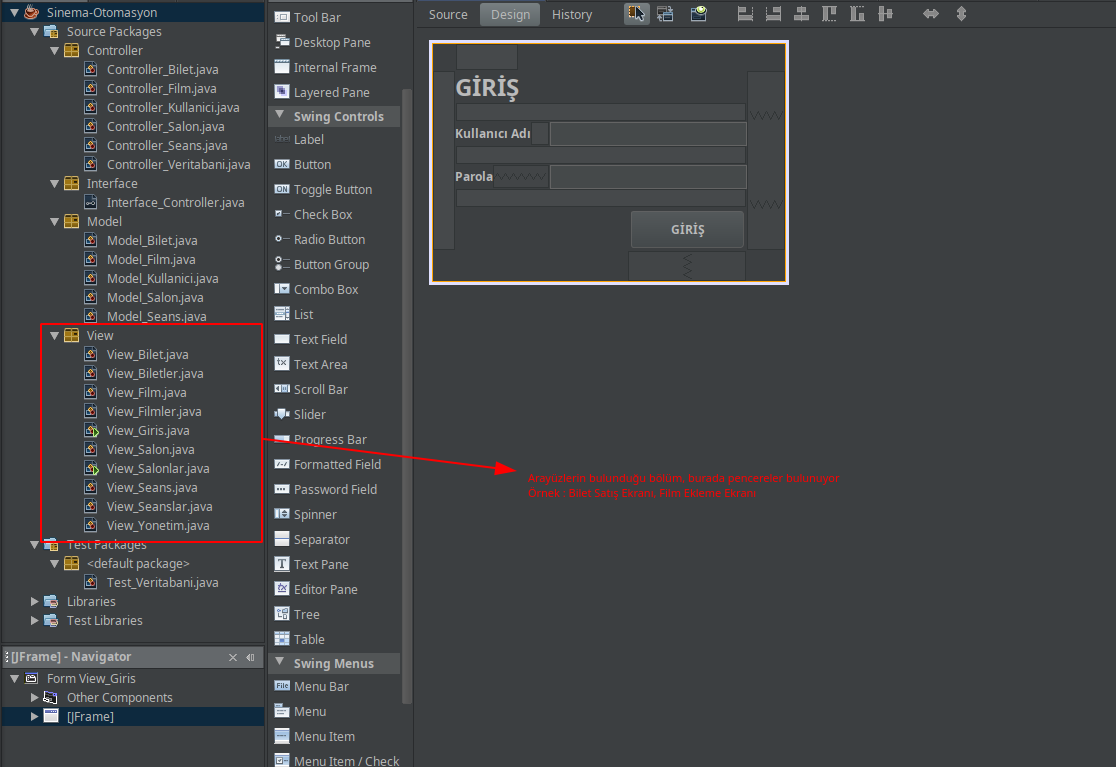 Sinema-Otomasyon
Source Packages
Controller
Controller_Bilet.java
Controller_Film.java
Controller_Kullanici.java
Controller_Salon.java
Controller_Seans.java
Controller_Veritabani.java
Interface
Interface_Controller.java
Model
Model_Bilet.java
Model_Film.java
Model_Kullanici.java
Model_Salon.java
Model_Seans.java
View
View_Bilet.java
View_Biletler.java
View_Film.java
View_Filmler.java
View_Giris.java
View_Salon.java
View_Salonlar.java
View_Seans.java
View_Seanslar.java
View_Yonetim.java
Test Packages
<default package>
Test_Veritabani.java
Libraries
Test Libraries
[JFrame] - Navigator
Form View_Giris
Other Components
[JFrame]
Tool Bar
Desktop Pane
Internal Frame
Layered Pane
Swing Controls
label Label
OK Button
ON Toggle Button
Check Box
Radio Button
Button Group
Combo Box
List
Text Field
tx Text Area
Scroll Bar
Slider
Progress Bar
Formatted Field
Password Field
Spinner
Separator
T Text Pane
Editor Pane
Tree
Table
Swing Menus
File Menu Bar
Menu
Menu Item
Menu Item / Check
Source Design History
GİRİŞ
Kullanıcı Adı
Parola
GİRİŞ
Arayüzlerin bulunduğu bölüm, burada pencereler bulunuyor
Örnek : Bilet Satış Ekranı, Film Ekleme Ekranı